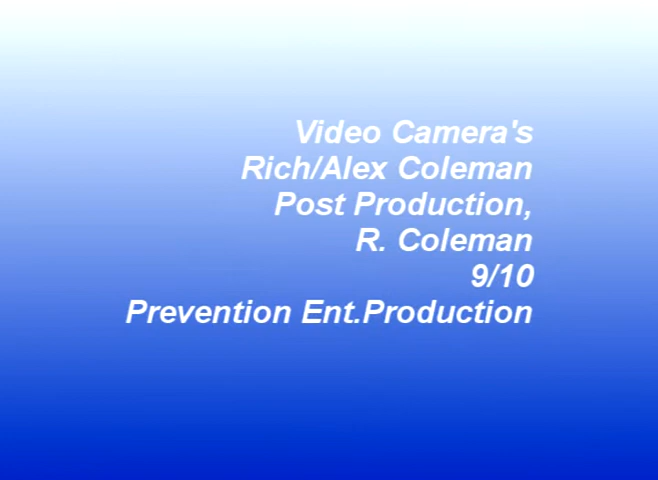 Video Camera's
Rich/Alex Coleman
Post Production,
R. Coleman
9/10
Prevention Ent.Production